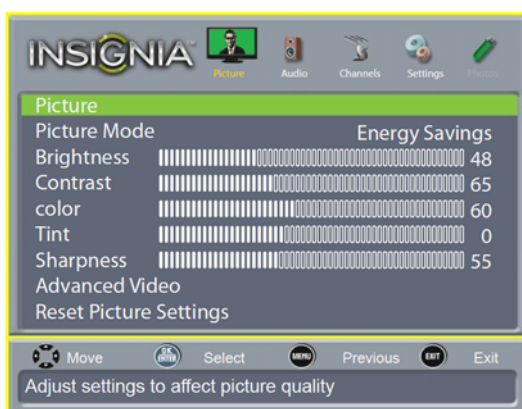 INSIGNIA™
Picture Audio Channels Settings Photos
Picture
Picture Mode Energy Savings
Brightness 48
Contrast 65
color 60
Tint 0
Sharpness 55
Advanced Video
Reset Picture Settings
Move OK ENTER Select MENU Previous EXIT Exit
Adjust settings to affect picture quality